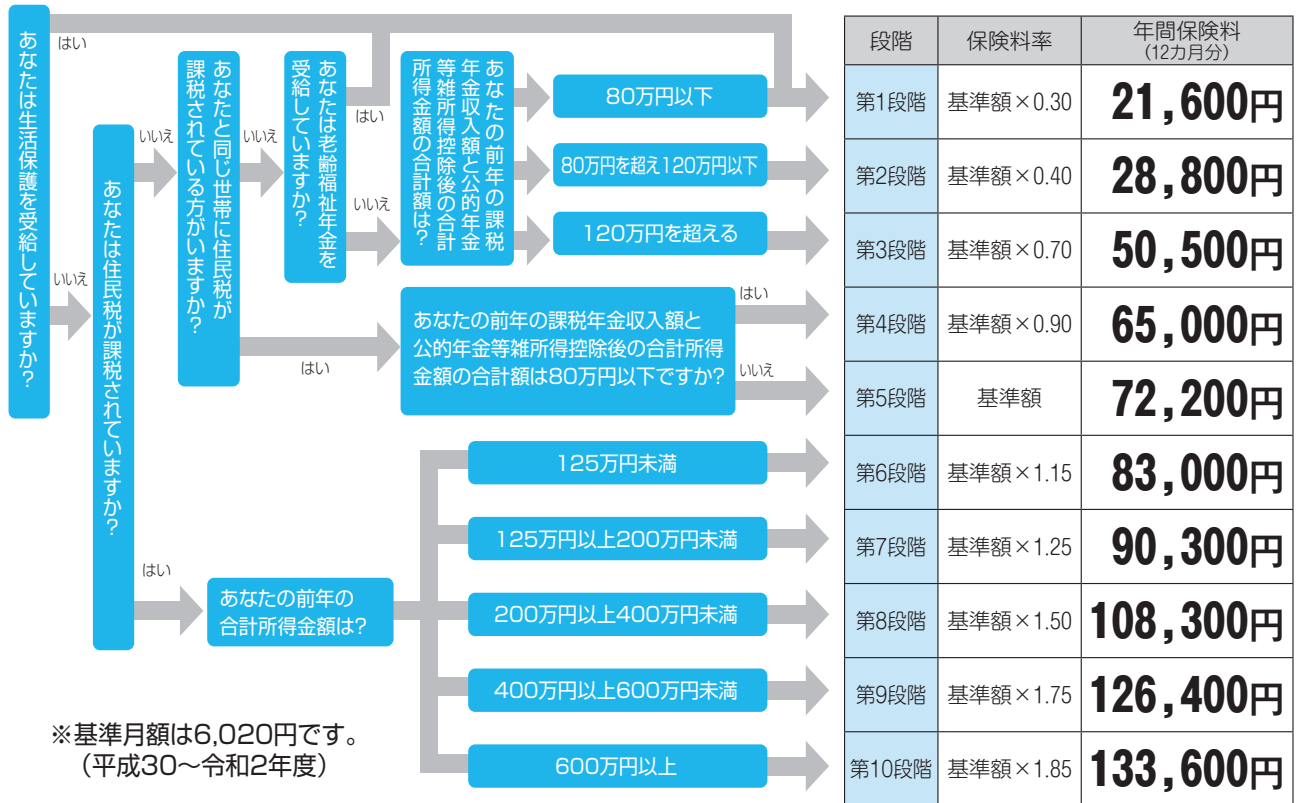 あなたは生活保護を受給していますか？
はい
いいえ
あなたは住民税が課税されていますか？
いいえ
はい
あなたと同じ世帯に住民税が
課税されている方がいますか？
いいえ
はい
あなたは老齢福祉年金を
受給していますか？
はい
いいえ
あなたの前年の課税
年金収入額と公的年金
等雑所得控除後の合計
所得金額の合計額は？
80万円以下
80万円を超え120万円以下
120万円を超える
あなたの前年の課税年金収入額と
公的年金等雑所得控除後の合計所得
金額の合計額は80万円以下ですか？
はい
いいえ
あなたの前年の
合計所得金額は？
125万円未満
125万円以上200万円未満
200万円以上400万円未満
400万円以上600万円未満
600万円以上
※基準月額は6,020円です。
（平成30～令和2年度）
段階 保険料率 年間保険料
(12カ月分)
第1段階 基準額×0.30 21,600円
第2段階 基準額×0.40 28,800円
第3段階 基準額×0.70 50,500円
第4段階 基準額×0.90 65,000円
第5段階 基準額 72,200円
第6段階 基準額×1.15 83,000円
第7段階 基準額×1.25 90,300円
第8段階 基準額×1.50 108,300円
第9段階 基準額×1.75 126,400円
第10段階 基準額×1.85 133,600円